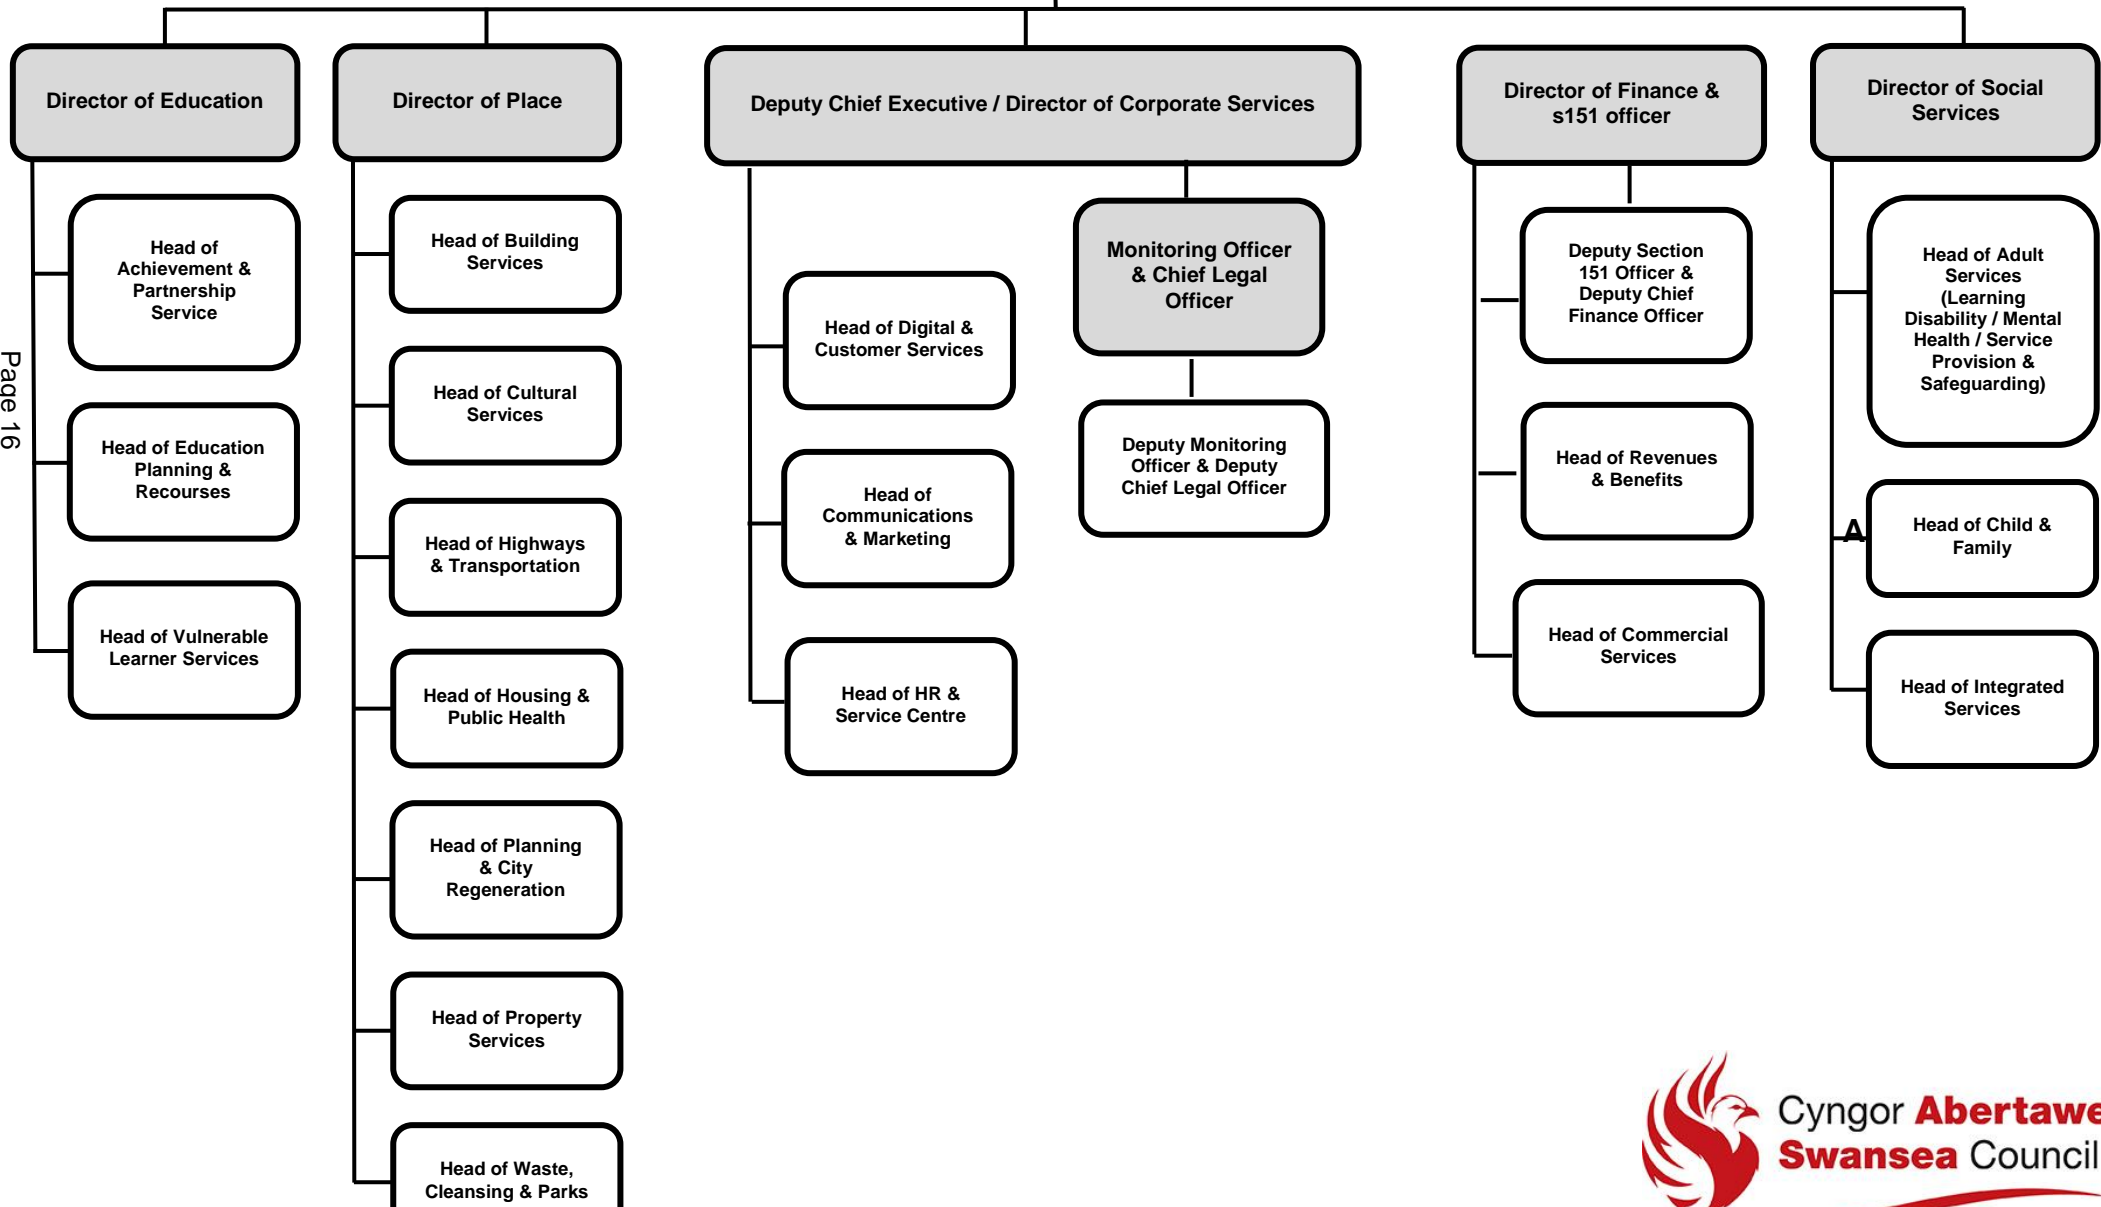 Director of Education
Head of
Achievement &
Partnership
Service
Head of Education
Planning &
Recourses
Head of Vulnerable
Learner Services
Director of Place
Head of Building
Services
Head of Cultural
Services
Head of Highways
& Transportation
Head of Housing &
Public Health
Head of Planning
& City
Regeneration
Head of Property
Services
Head of Waste,
Cleansing & Parks
Deputy Chief Executive / Director of Corporate Services
Head of Digital &
Customer Services
Head of
Communications
& Marketing
Head of HR &
Service Centre
Monitoring Officer
& Chief Legal
Officer
Deputy Monitoring
Officer & Deputy
Chief Legal Officer
Director of Finance &
s151 officer
Deputy Section
151 Officer &
Deputy Chief
Finance Officer
Head of Revenues
& Benefits
Head of Commercial
Services
Director of Social
Services
Head of Adult
Services
(Learning
Disability / Mental
Health / Service
Provision &
Safeguarding)
A
Head of Child &
Family
Head of Integrated
Services
Page 16
Cyngor Abertawe
Swansea Council